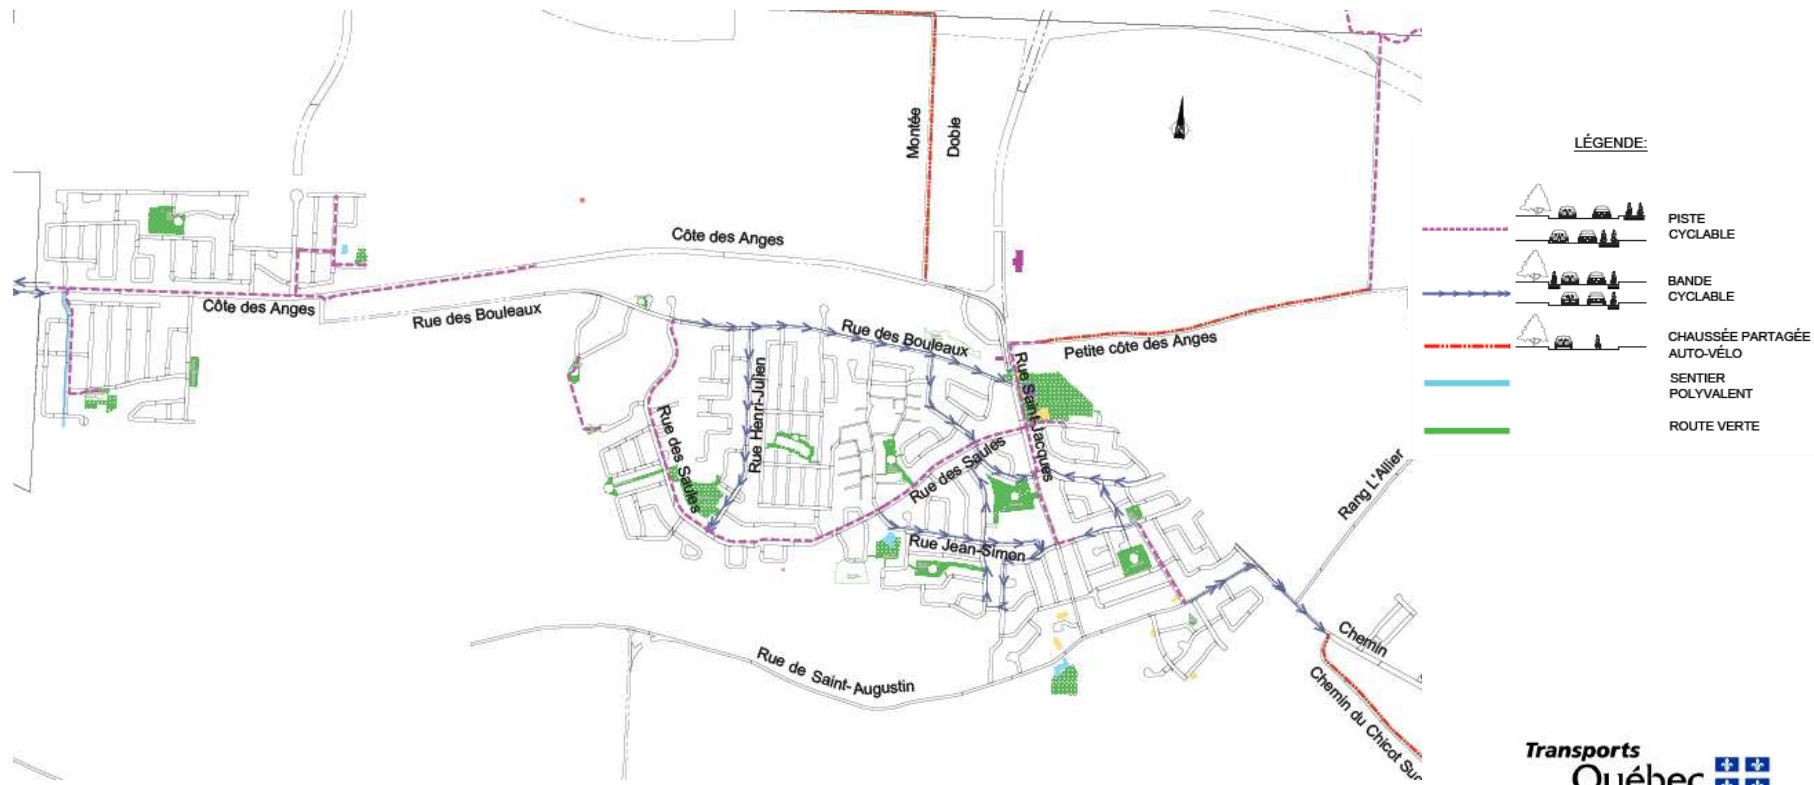 Montée
Doble
N
Côte des Anges
Côte des Anges
Rue des Bouleaux
Rue des Bouleaux
Petite côte des Anges
Rue Saint-Jacques
Rue Henri-Julien
Rue des Saules
Rue des Saules
Rue Jean-Simon
Rang L'Allier
Rue de Saint-Augustin
Chemin
Chemin du Chicot Sud
LÉGENDE:
PISTE
CYCLABLE
BANDE
CYCLABLE
CHAUSSÉE PARTAGÉE
AUTO-VÉLO
SENTIER
POLYVALENT
ROUTE VERTE
Transports
Québec